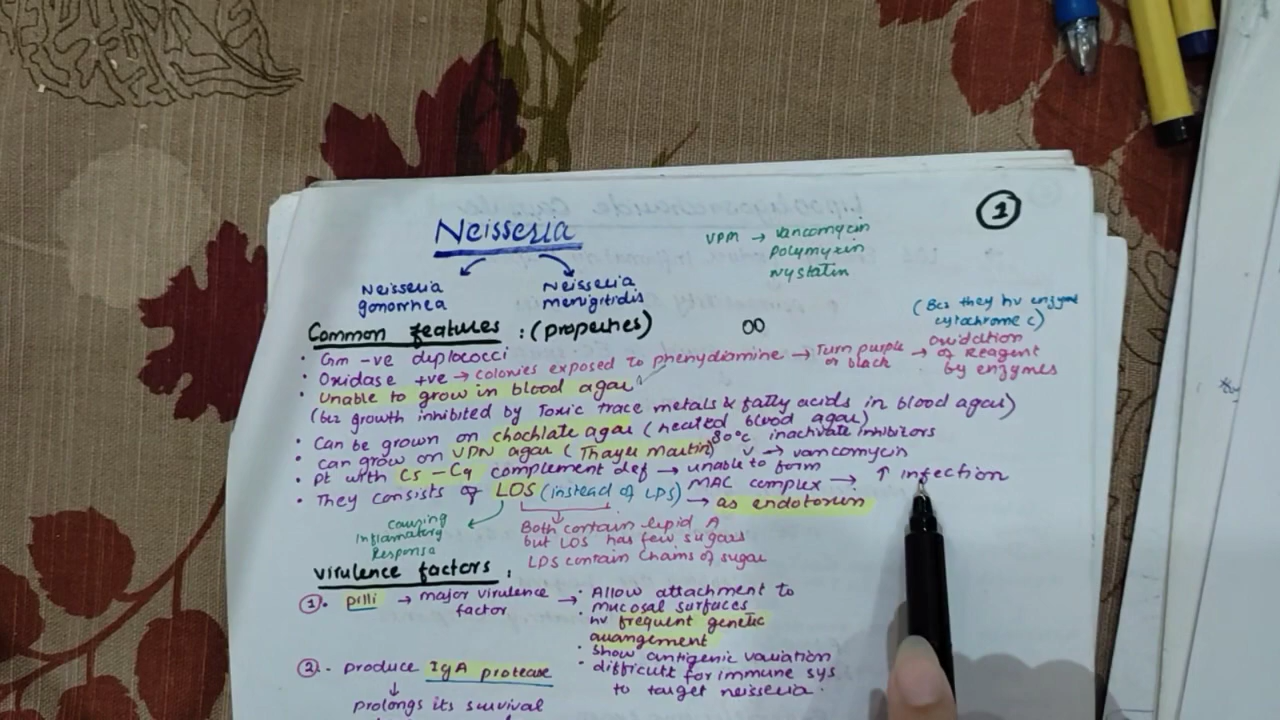 1
Neisseria
VPM → Vancomycin
Polymyxin
Nystatin
Neisseria
gonorrhea
Neisseria
menigitidis
Common features : (properties)
(Bcs they hv enzyme
cytochrome c)
• Gm -ve diplococci
• Oxidase +ve → colonies exposed to phenydiamine → Turn purple or black → oxidation of Reagent by enzymes
• Unable to grow in blood agar
(bcz growth inhibited by Toxic trace metals & fatty acids in blood agar)
• Can be grown on chochlate agar (heated blood agar)
80°c inactivate inhibitors
• can grow on VPN agar (Thayer Martin) V → vancomycin
• pt with C5 - C9 complement def → unable to form MAC complex → ↑ infection
• They consists of LOS (instead of LPS) → as endotoxin
causing
Inflamatory
Response
Both contain lipid A
but LOS has few sugars
LPS contain chains of sugar
Virulence factors :
1. pilli → major virulence factor → • Allow attachment to
mucosal surfaces
• hv frequent genetic
arrangement
• Show antigenic variation
• difficult for immune sys
to target neisseria.
2. produce IgA protease
↓
prolongs its survival